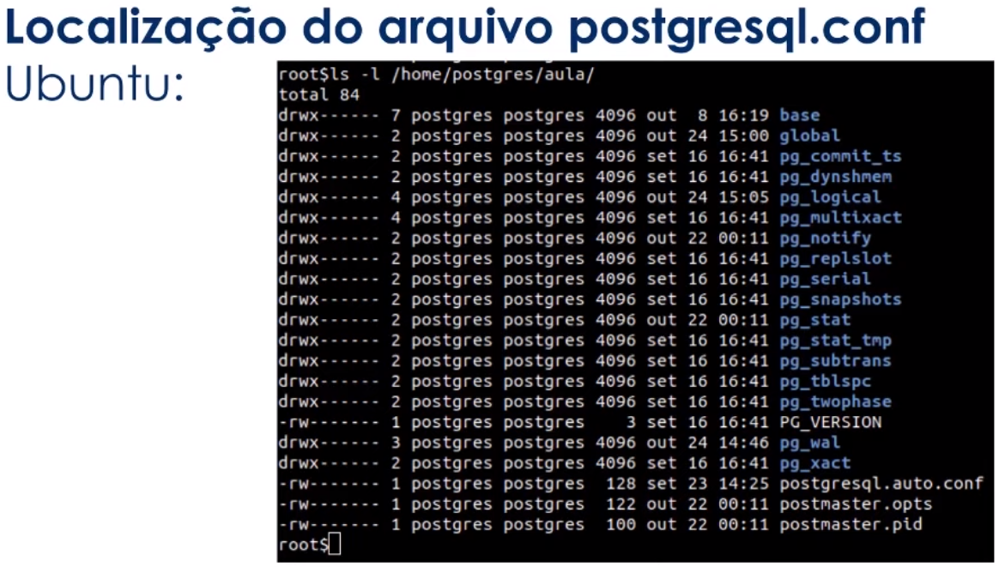 Localização do arquivo postgresql.conf
Ubuntu:
root$ls -l /home/postgres/aula/
total 84
drwx------ 7 postgres postgres 4096 out  8 16:19 base
drwx------ 2 postgres postgres 4096 out 24 15:00 global
drwx------ 2 postgres postgres 4096 set 16 16:41 pg_commit_ts
drwx------ 2 postgres postgres 4096 set 16 16:41 pg_dynshmem
drwx------ 4 postgres postgres 4096 out 24 15:05 pg_logical
drwx------ 4 postgres postgres 4096 set 16 16:41 pg_multixact
drwx------ 2 postgres postgres 4096 out 22 00:11 pg_notify
drwx------ 2 postgres postgres 4096 set 16 16:41 pg_replslot
drwx------ 2 postgres postgres 4096 set 16 16:41 pg_serial
drwx------ 2 postgres postgres 4096 set 16 16:41 pg_snapshots
drwx------ 2 postgres postgres 4096 out 22 00:11 pg_stat
drwx------ 2 postgres postgres 4096 set 16 16:41 pg_stat_tmp
drwx------ 2 postgres postgres 4096 set 16 16:41 pg_subtrans
drwx------ 2 postgres postgres 4096 set 16 16:41 pg_tblspc
drwx------ 2 postgres postgres 4096 set 16 16:41 pg_twophase
-rw------- 1 postgres postgres    3 set 16 16:41 PG_VERSION
drwx------ 3 postgres postgres 4096 out 24 14:46 pg_wal
drwx------ 2 postgres postgres 4096 set 16 16:41 pg_xact
-rw------- 1 postgres postgres  128 set 23 14:25 postgresql.auto.conf
-rw------- 1 postgres postgres  122 out 22 00:11 postmaster.opts
-rw------- 1 postgres postgres  100 out 22 00:11 postmaster.pid
root$